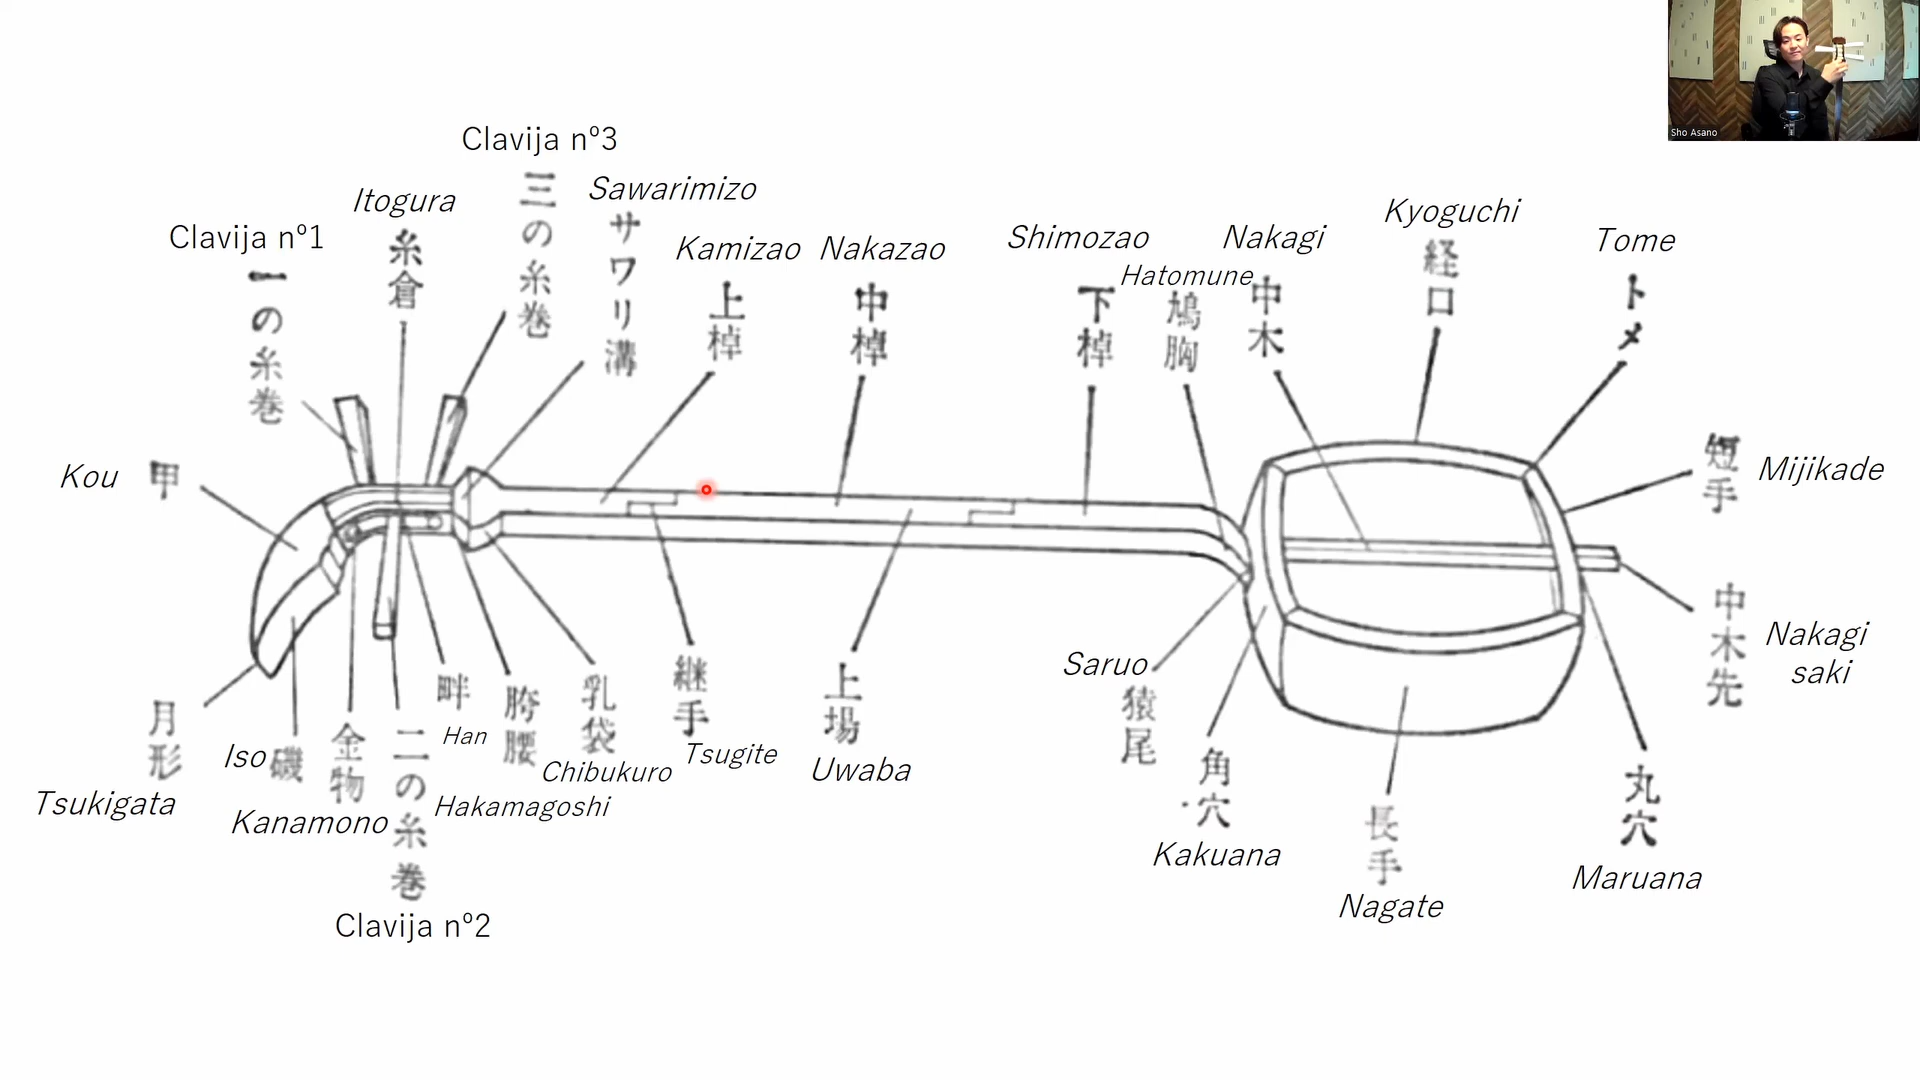 Sho Asano
Clavija nº3
三の糸巻
Itogura
糸倉
Sawarimizo
サワリ溝
Clavija nº1
一の糸巻
Kamizao
上棹
Nakazao
中棹
Shimozao
下棹
Hatomune
鳩胸
Nakagi
中木
Kyoguchi
経口
Tome
トメ
Kou
甲
短手
Mijikade
中木先
Nakagi
saki
月形
Tsukigata
Iso
磯
金物
Kanamono
二の糸巻
Clavija nº2
畔
Han
胯腰
Hakamagoshi
乳袋
Chibukuro
継手
Tsugite
上場
Uwaba
Saruo
猿尾
角穴
Kakuana
長手
Nagate
丸穴
Maruana